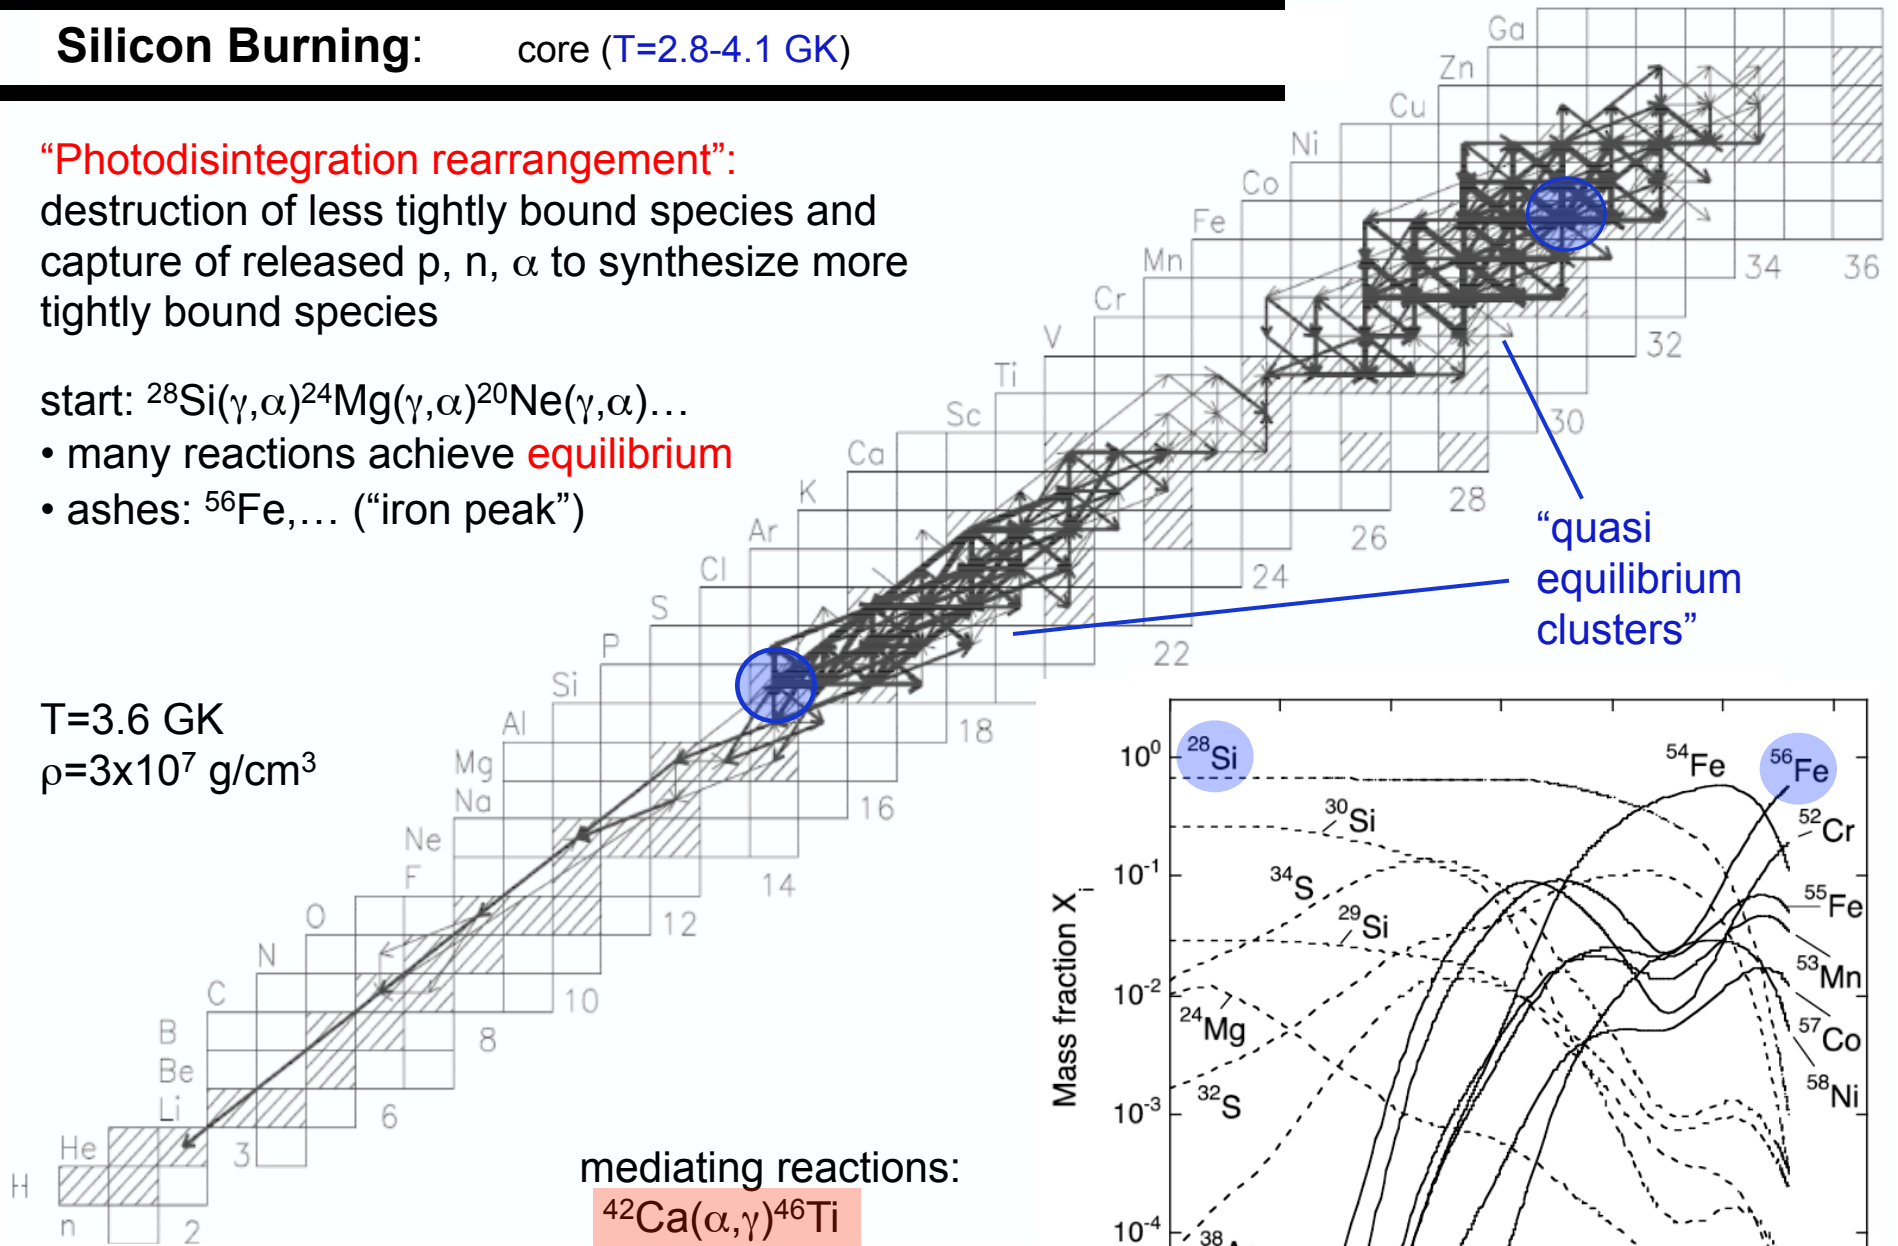 Silicon Burning: core (T=2.8-4.1 GK)
“Photodisintegration rearrangement”:
destruction of less tightly bound species and
capture of released p, n, α to synthesize more
tightly bound species
start: ²⁸Si(γ,α)²⁴Mg(γ,α)²⁰Ne(γ,α)…
• many reactions achieve equilibrium
• ashes: ⁵⁶Fe,… (“iron peak”)
T=3.6 GK
ρ=3x10⁷ g/cm³
Ga
Zn
Cu
Ni
Co
Fe
Mn
Cr
V
Ti
Sc
Ca
K
Ar
Cl
S
P
Si
Al
Mg
Na
Ne
F
O
N
C
B
Be
Li
He
H
n
2
3
6
8
10
12
14
16
18
22
24
26
28
30
32
34
36
“quasi
equilibrium
clusters”
mediating reactions:
⁴²Ca(α,γ)⁴⁶Ti
Mass fraction Xᵢ
10⁰
10⁻¹
10⁻²
10⁻³
10⁻⁴
²⁸Si
⁵⁴Fe
⁵⁶Fe
³⁰Si
⁵²Cr
³⁴S
⁵⁵Fe
²⁹Si
⁵³Mn
²⁴Mg
⁵⁷Co
³²S
⁵⁸Ni